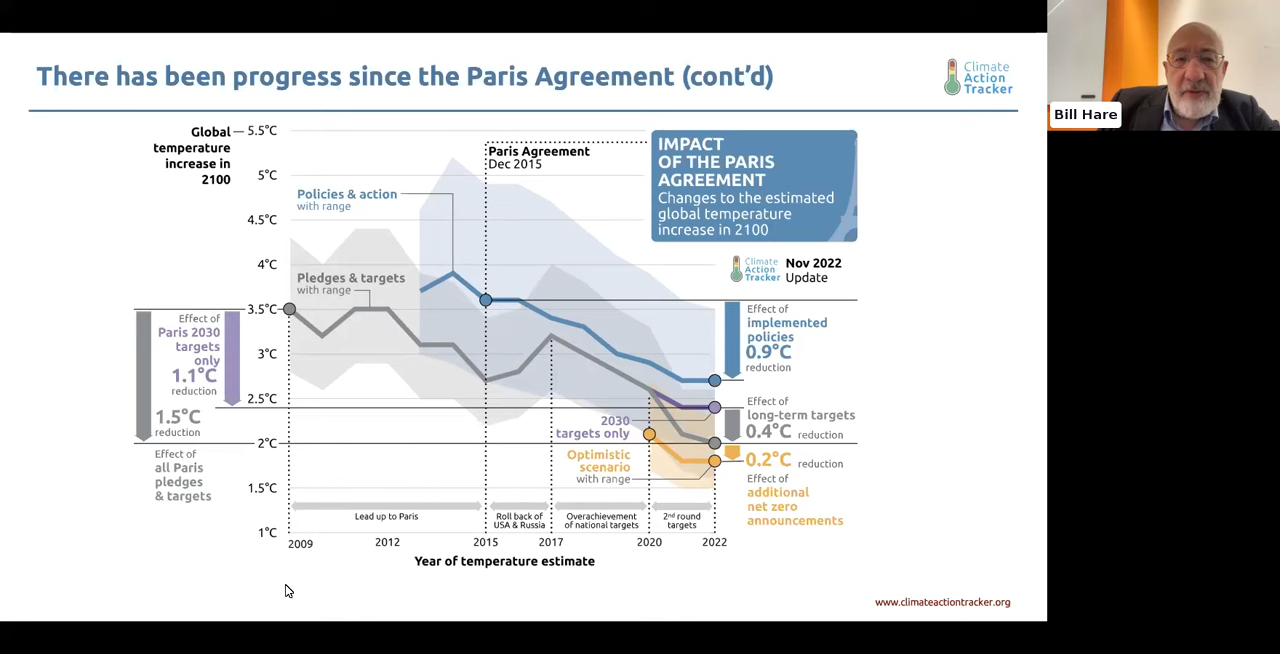 There has been progress since the Paris Agreement (cont’d)
Climate
Action
Tracker
Bill Hare
Global
temperature
increase in
2100
5.5°C
5°C
4.5°C
4°C
3.5°C
3°C
2.5°C
2°C
1.5°C
1°C
Paris Agreement
Dec 2015
IMPACT
OF THE PARIS
AGREEMENT
Changes to the estimated
global temperature
increase in 2100
Policies & action
with range
Climate
Action
Tracker
Nov 2022
Update
Pledges & targets
with range
Effect of
Paris 2030
targets
only
1.1°C
reduction
1.5°C
reduction
Effect of
all Paris
pledges
& targets
Effect of
implemented
policies
0.9°C
reduction
Effect of
long-term targets
0.4°C reduction
0.2°C reduction
Effect of
additional
net zero
announcements
2030
targets only
Optimistic
scenario
with range
Lead up to Paris
Roll back of
USA & Russia
Overachievement
of national targets
2nd round
targets
2009
2012
2015
2017
2020
2022
Year of temperature estimate
www.climateactiontracker.org